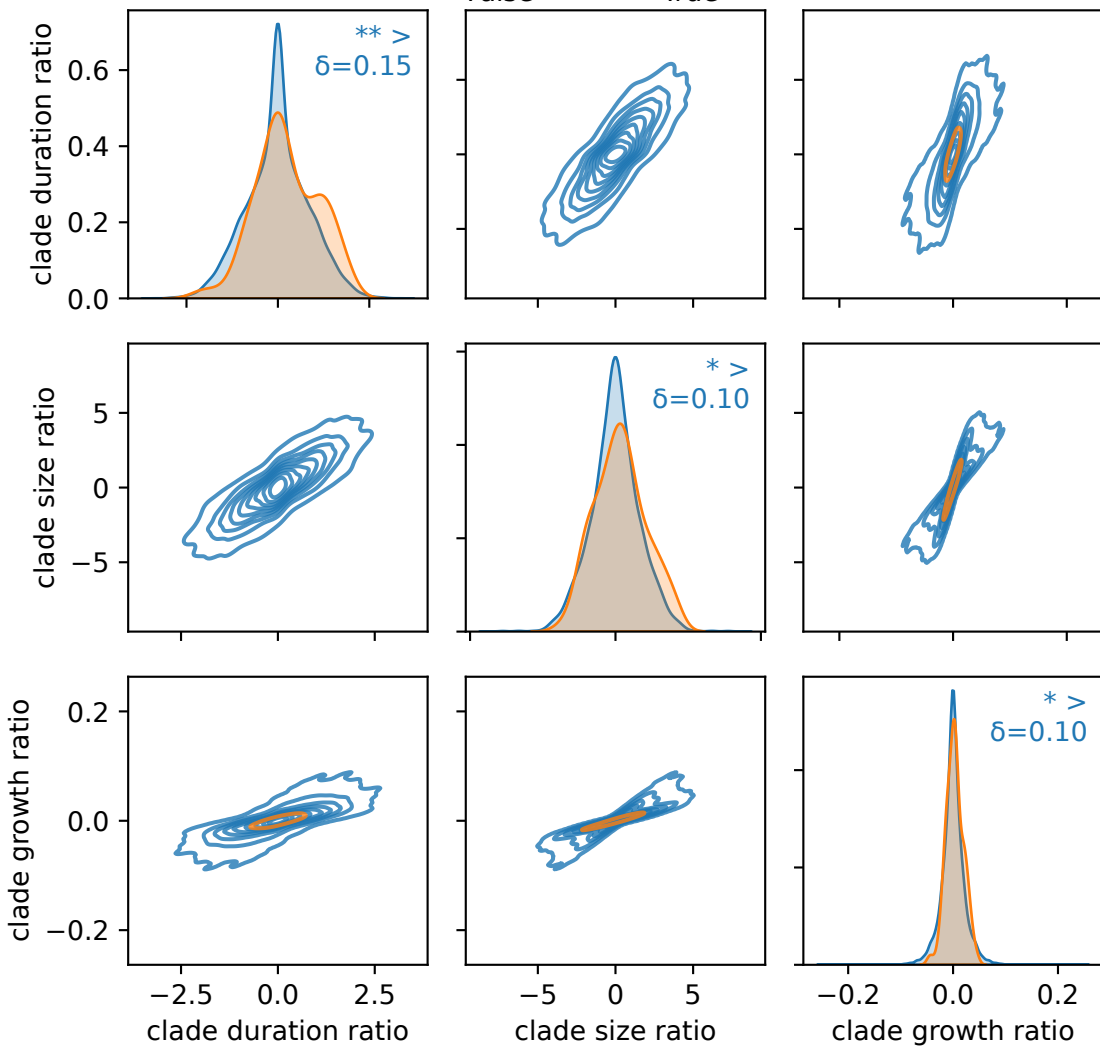 clade duration ratio
0.6
0.4
0.2
0.0
** >
δ=0.15
clade size ratio
5
0
−5
* >
δ=0.10
clade growth ratio
0.2
0.0
−0.2
* >
δ=0.10
−2.5 0.0 2.5
−5 0 5
−0.2 0.0 0.2
clade duration ratio
clade size ratio
clade growth ratio